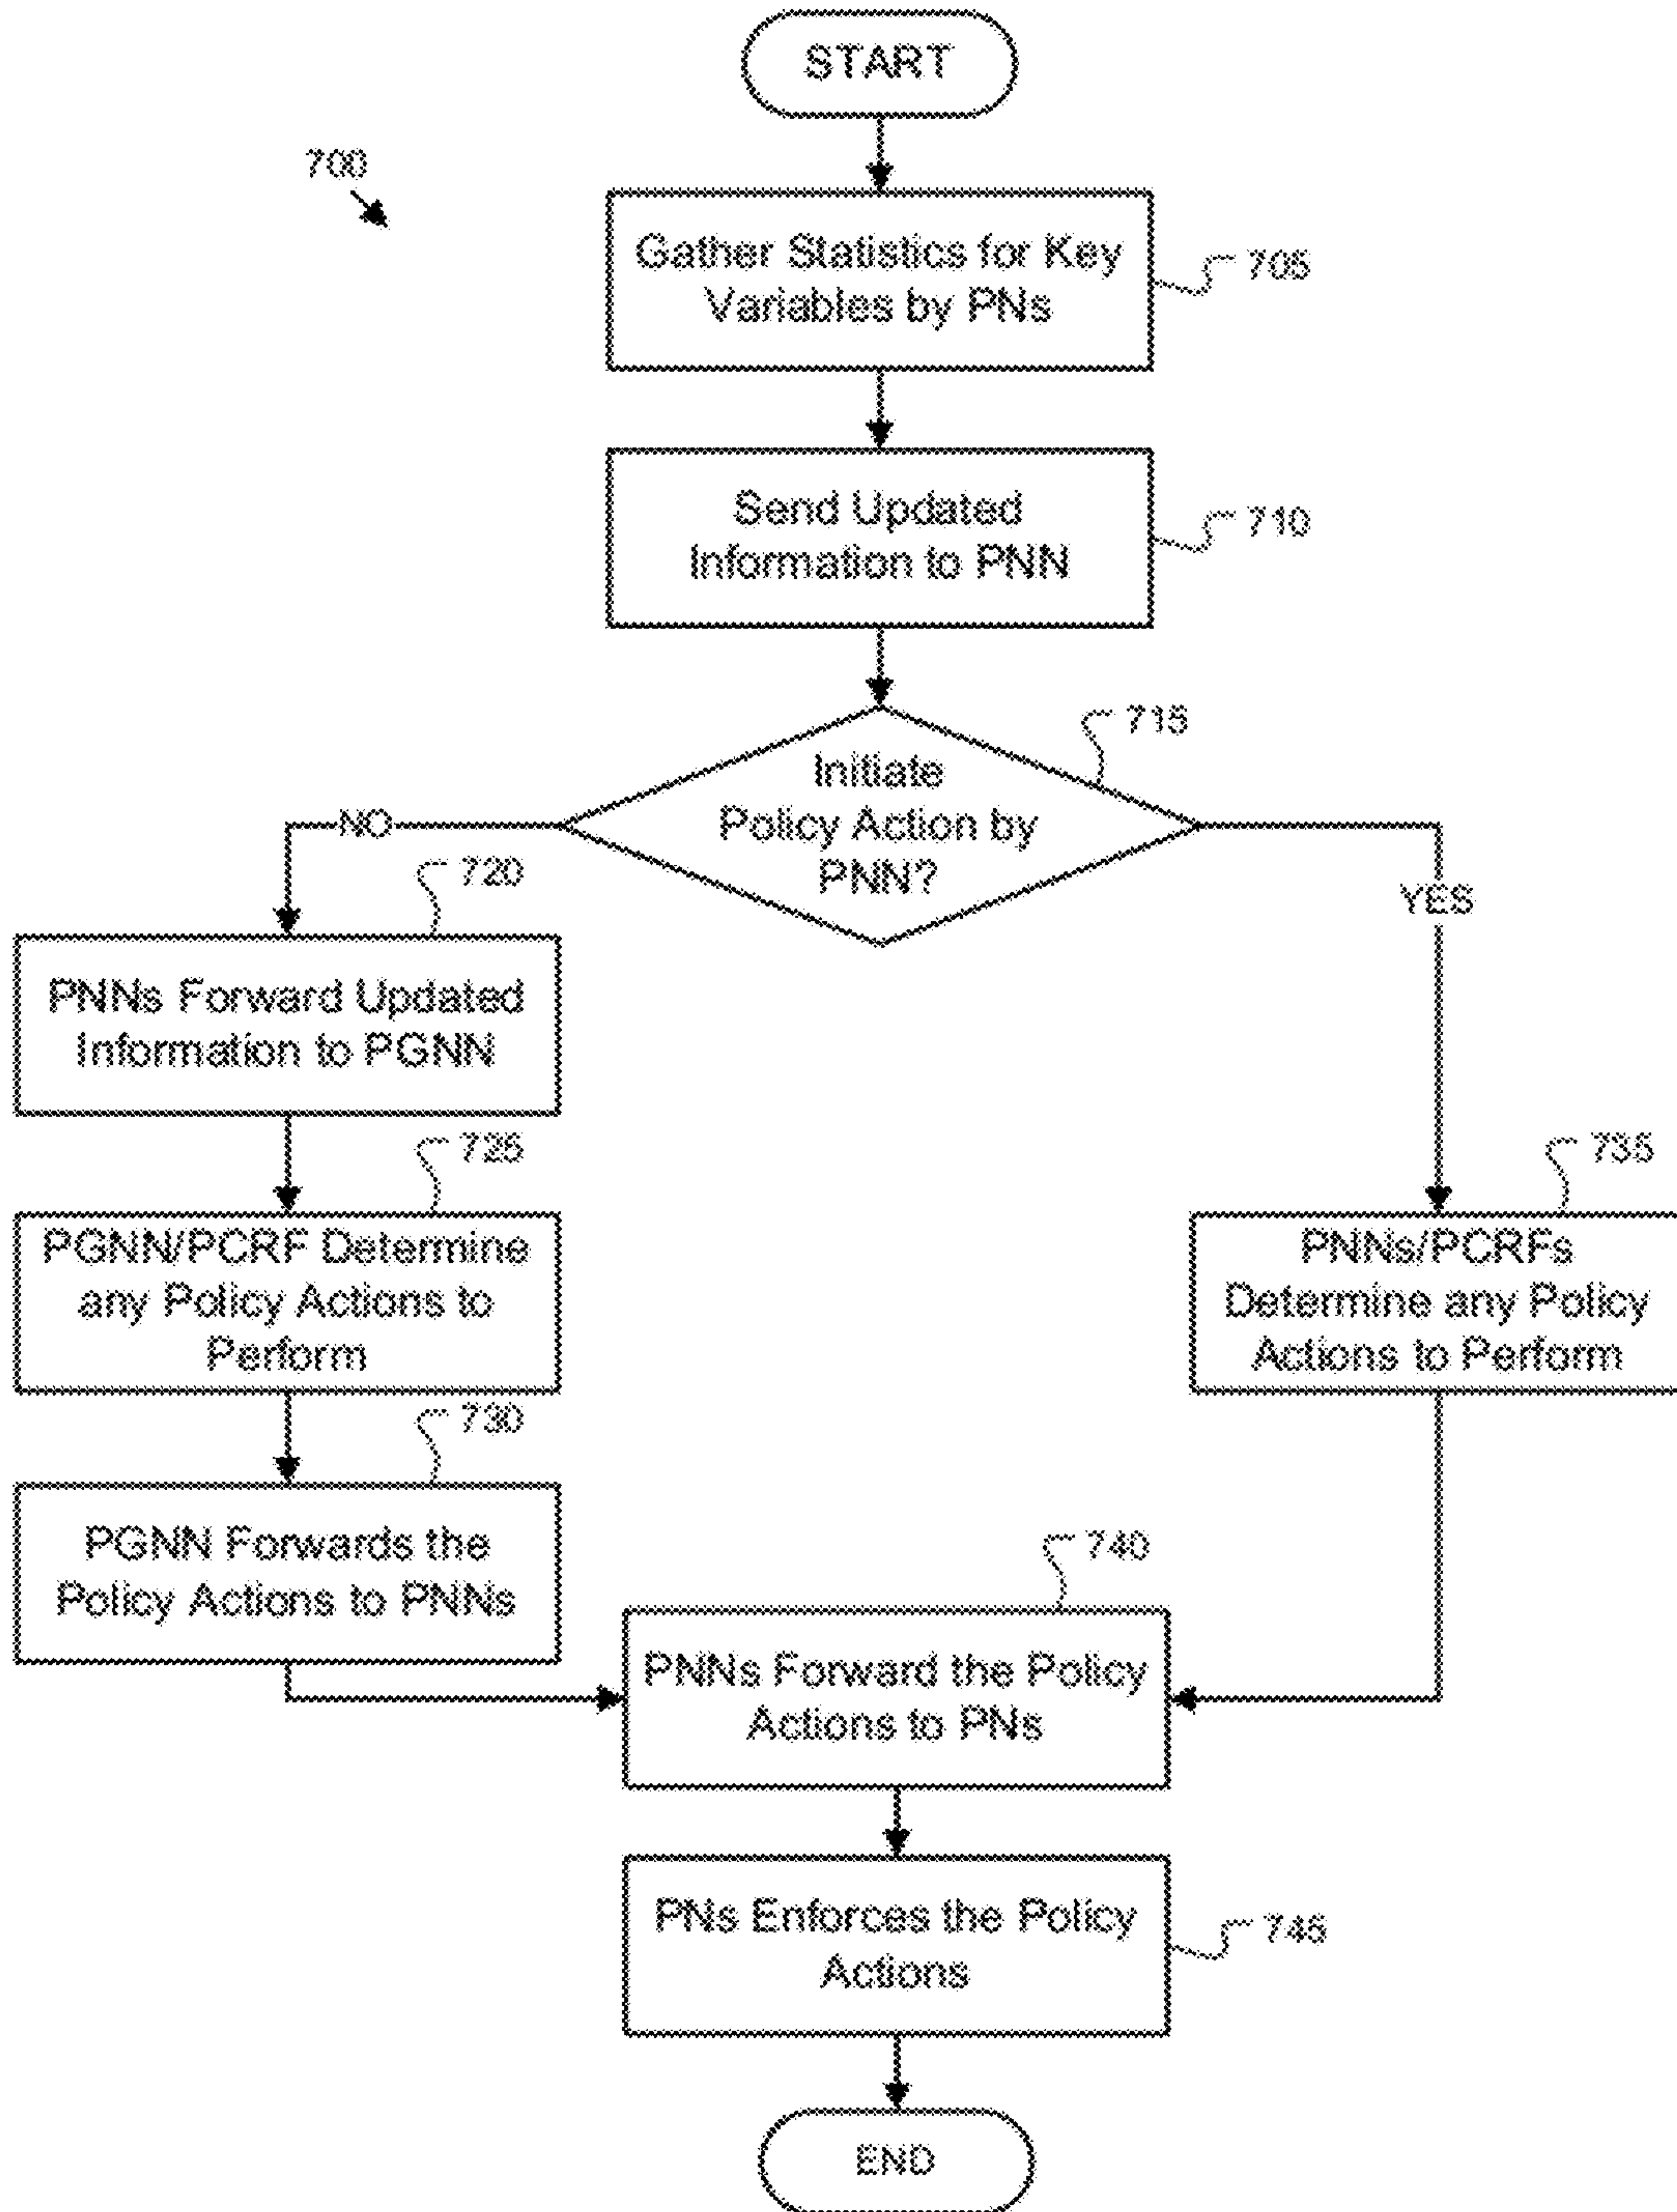 START
700
Gather Statistics for Key
Variables by PNs
705
Send Updated
Information to PNN
710
715
Initiate
Policy Action by
PNN?
NO
YES
720
PNNs Forward Updated
Information to PGNN
725
PGNN/PCRF Determine
any Policy Actions to
Perform
735
PNNs/PCRFs
Determine any Policy
Actions to Perform
730
PGNN Forwards the
Policy Actions to PNNs
740
PNNs Forward the Policy
Actions to PNs
PNs Enforces the Policy
Actions
745
END